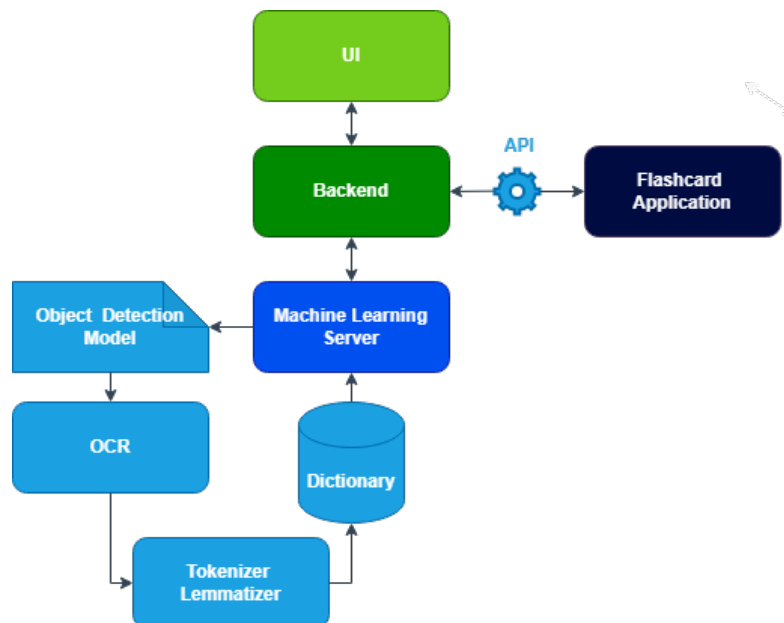 UI
API
Backend
Flashcard
Application
Object Detection
Model
Machine Learning
Server
OCR
Dictionary
Tokenizer
Lemmatizer